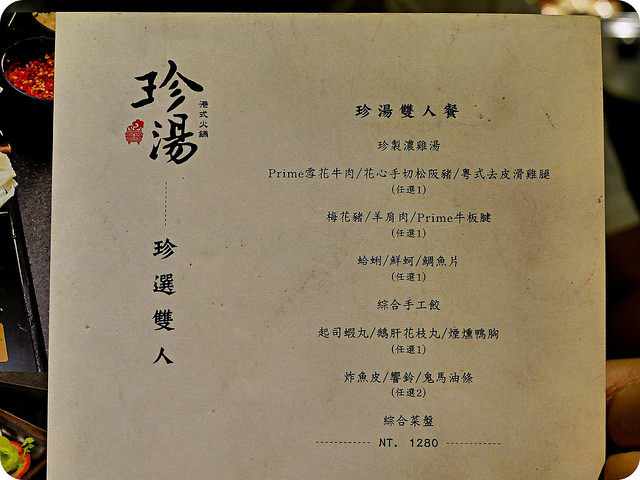 珍湯
港式火鍋
珍選雙人
珍湯雙人餐
珍製濃雞湯
Prime雪花牛肉/花心手切松阪豬/粵式去皮滑雞腿
(任選1)
梅花豬/羊肩肉/Prime牛板腱
(任選1)
蛤蜊/鮮蚵/鯛魚片
(任選1)
綜合手工餃
起司蝦丸/鵝肝花枝丸/煙燻鴨胸
(任選1)
炸魚皮/響鈴/鬼馬油條
(任選2)
綜合菜盤
NT. 1280